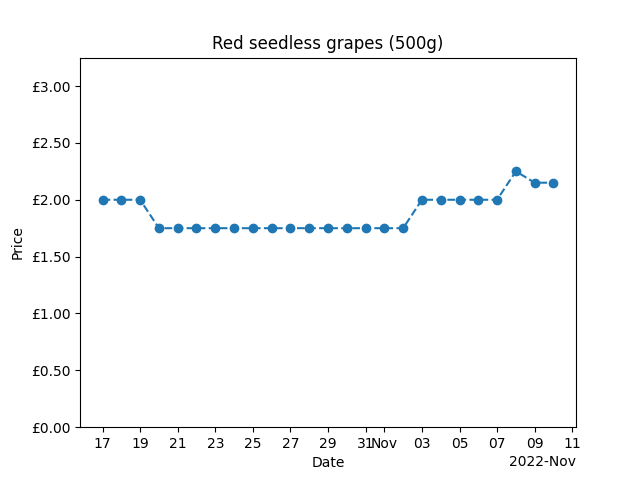 Red seedless grapes (500g)
£3.00
£2.50
£2.00
£1.50
£1.00
£0.50
£0.00
Price
17 19 21 23 25 27 29 31 Nov 03 05 07 09 11
Date
2022-Nov